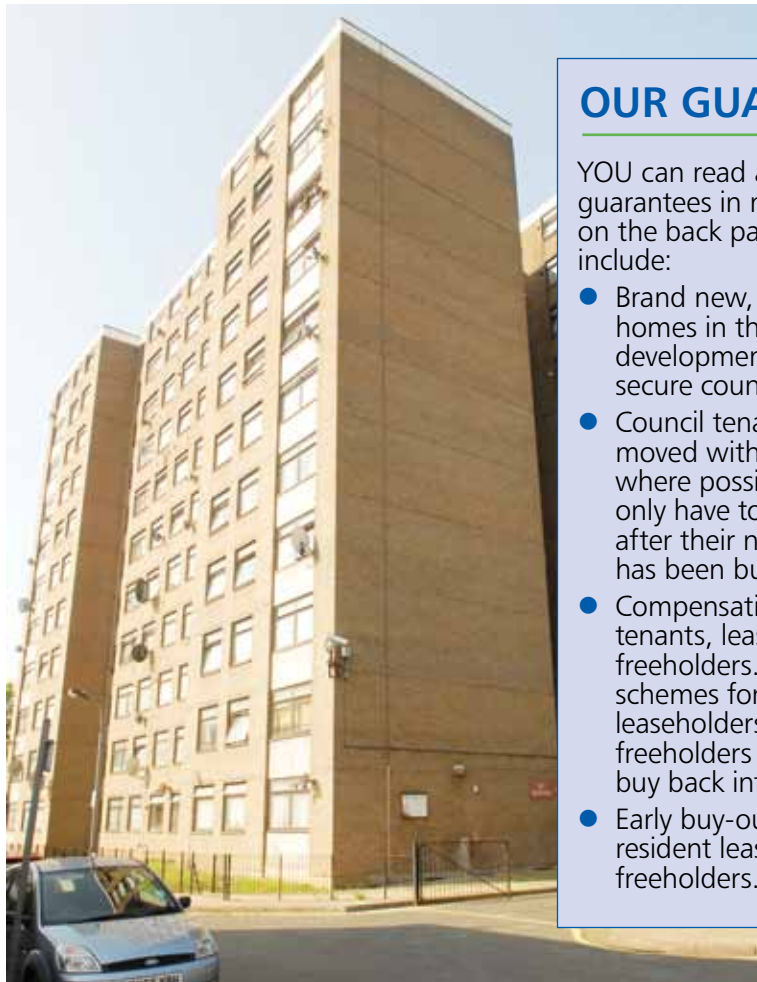 OUR GUA
YOU can read a
guarantees in m
on the back pa
include:
● Brand new,
homes in th
developmen
secure coun
● Council tena
moved with
where possi
only have to
after their n
has been bu
● Compensati
tenants, leas
freeholders.
schemes for
leaseholders
freeholders
buy back int
● Early buy-ou
resident leas
freeholders.